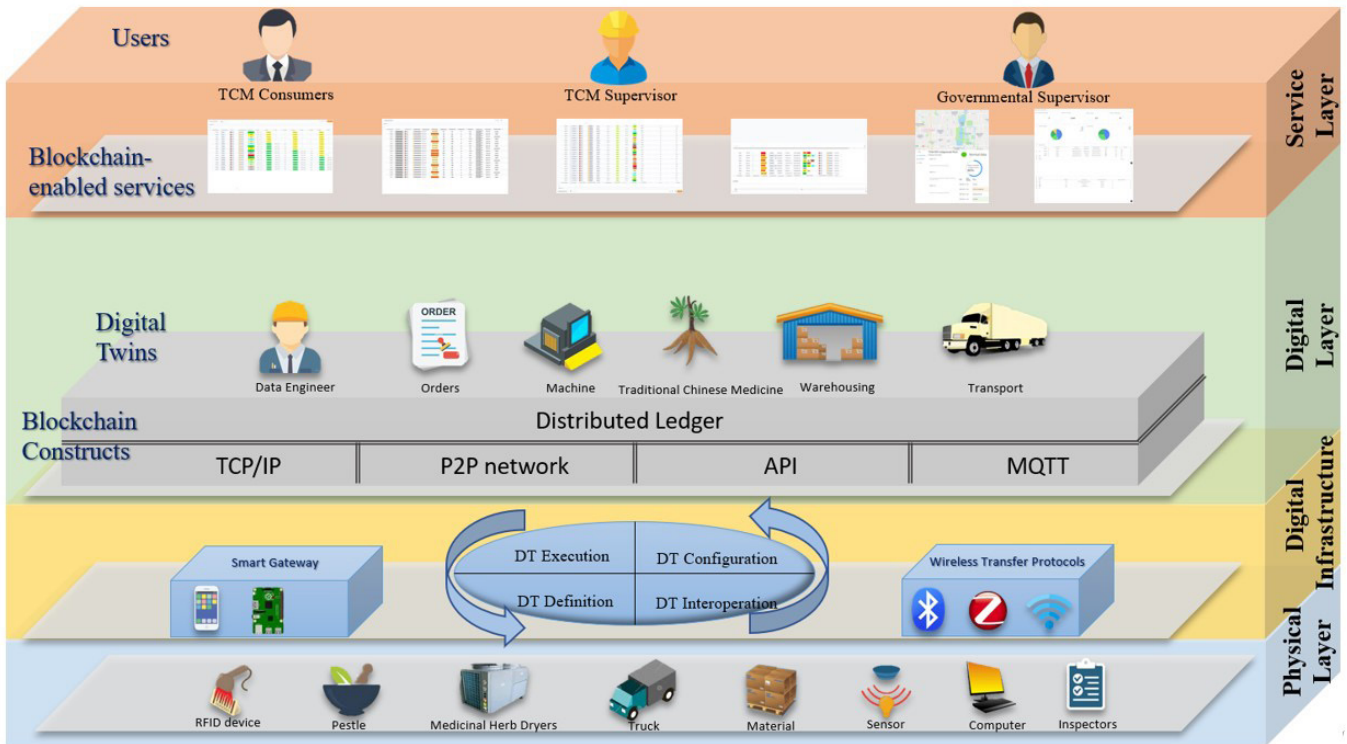 Users
TCM Consumers
TCM Supervisor
Governmental Supervisor
Service
Layer
Blockchain-
enabled services
Digital
Twins
ORDER
Data Engineer
Orders
Machine
Traditional Chinese Medicine
Warehousing
Transport
Digital
Layer
Blockchain
Constructs
Distributed Ledger
TCP/IP
P2P network
API
MQTT
Digital
Infrastructure
Smart Gateway
DT Execution
DT Configuration
DT Definition
DT Interoperation
Wireless Transfer Protocols
Physical
Layer
RFID device
Pestle
Medicinal Herb Dryers
Truck
Material
Sensor
Computer
Inspectors